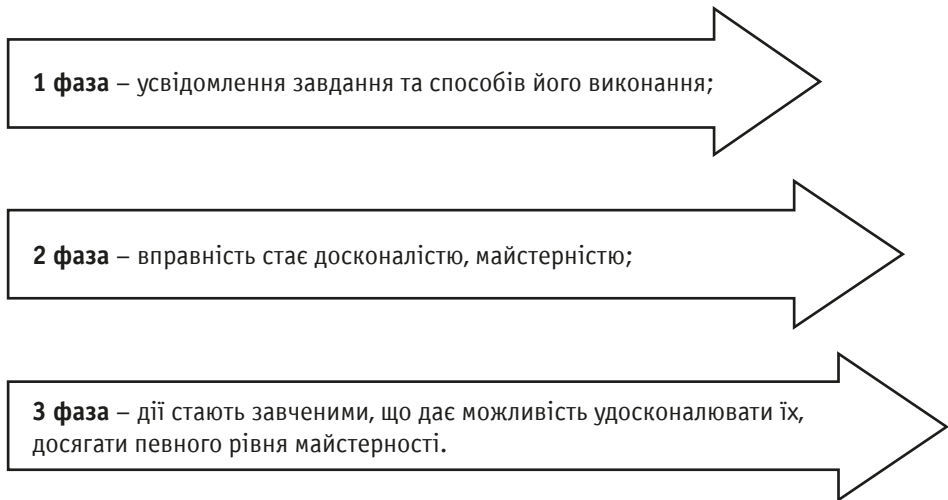 1 фаза – усвідомлення завдання та способів його виконання;
2 фаза – вправність стає досконалістю, майстерністю;
3 фаза – дії стають завченими, що дає можливість удосконалювати їх,
досягати певного рівня майстерності.